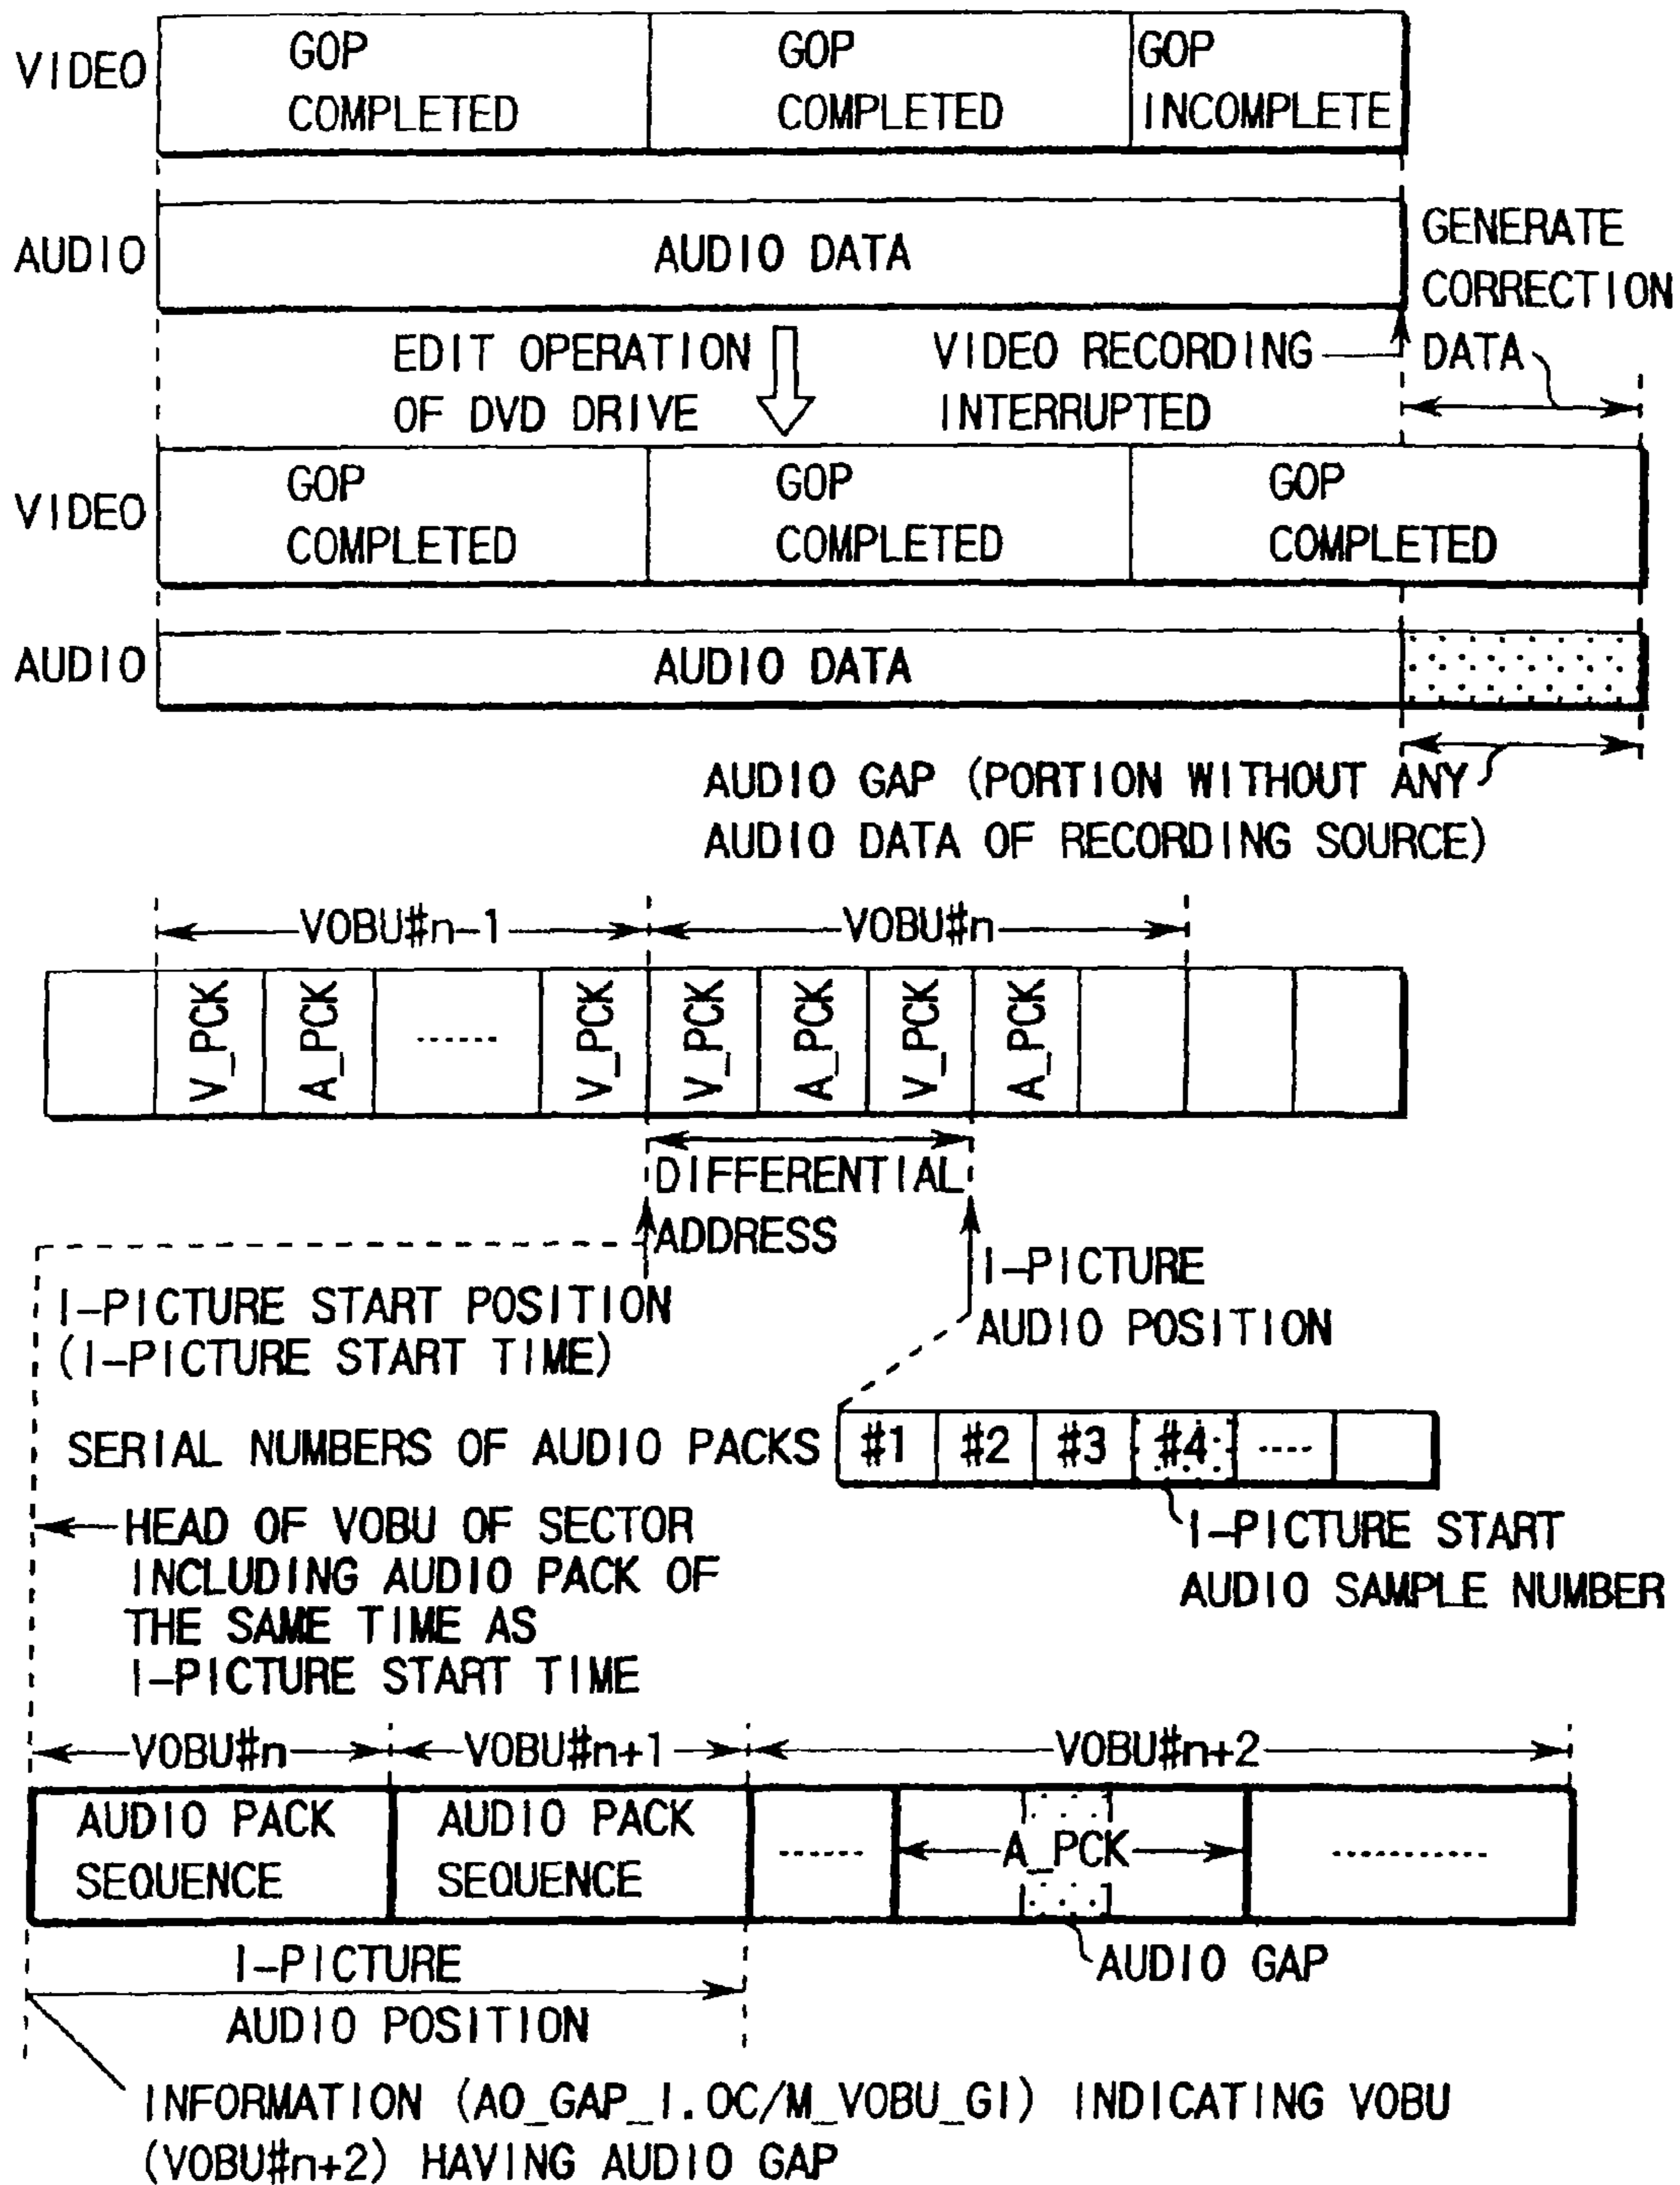 VIDEO
GOP
COMPLETED
GOP
COMPLETED
GOP
INCOMPLETE
AUDIO
AUDIO DATA
GENERATE
CORRECTION
DATA
EDIT OPERATION
OF DVD DRIVE
VIDEO RECORDING
INTERRUPTED
VIDEO
GOP
COMPLETED
GOP
COMPLETED
GOP
COMPLETED
AUDIO
AUDIO DATA
AUDIO GAP (PORTION WITHOUT ANY
AUDIO DATA OF RECORDING SOURCE)
VOBU#n-1
VOBU#n
V_PCK
A_PCK
------
V_PCK
V_PCK
A_PCK
V_PCK
A_PCK
DIFFERENTIAL
ADDRESS
I-PICTURE START POSITION
(I-PICTURE START TIME)
I-PICTURE
AUDIO POSITION
SERIAL NUMBERS OF AUDIO PACKS
#1
#2
#3
#4
----
I-PICTURE START
AUDIO SAMPLE NUMBER
HEAD OF VOBU OF SECTOR
INCLUDING AUDIO PACK OF
THE SAME TIME AS
I-PICTURE START TIME
VOBU#n
VOBU#n+1
VOBU#n+2
AUDIO PACK
SEQUENCE
AUDIO PACK
SEQUENCE
------
A_PCK
-----------
AUDIO GAP
I-PICTURE
AUDIO POSITION
INFORMATION (A0_GAP_I.OC/M_VOBU_GI) INDICATING VOBU
(VOBU#n+2) HAVING AUDIO GAP